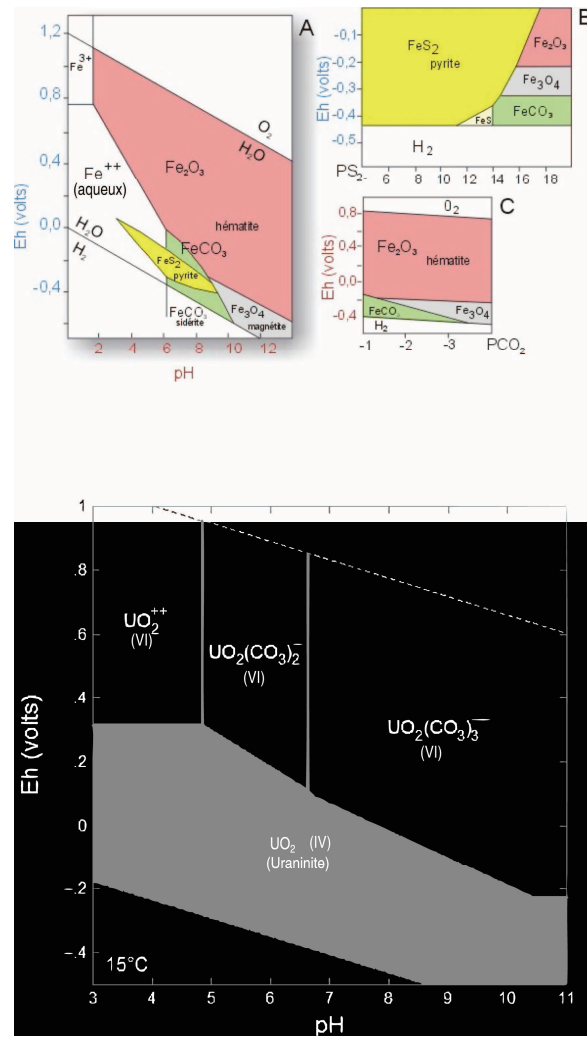 A
1,2
0,8
0,4
0,0
-0,4
Eh (volts)
Fe3+
Fe++
(aqueux)
O2
H2O
Fe2O3
hématite
H2O
H2
FeCO3
FeS2
pyrite
FeCO3
sidérite
Fe3O4
magnétite
2 4 6 8 10 12
pH
B
-0,1
-0,2
-0,3
-0,4
-0,5
Eh (volts)
FeS2
pyrite
Fe2O3
Fe3O4
FeS
FeCO3
H2
PS2- 6 8 10 12 14 16 18
C
0,8
0,4
0,0
-0,4
Eh (volts)
O2
Fe2O3
hématite
FeCO3
Fe3O4
H2
-1 -2 -3 PCO2
1
.8
.6
.4
.2
0
-.2
-.4
Eh (volts)
UO2++
(VI)
UO2(CO3)2—
(VI)
UO2(CO3)3——
(VI)
UO2 (IV)
(Uraninite)
15°C
3 4 5 6 7 8 9 10 11
pH